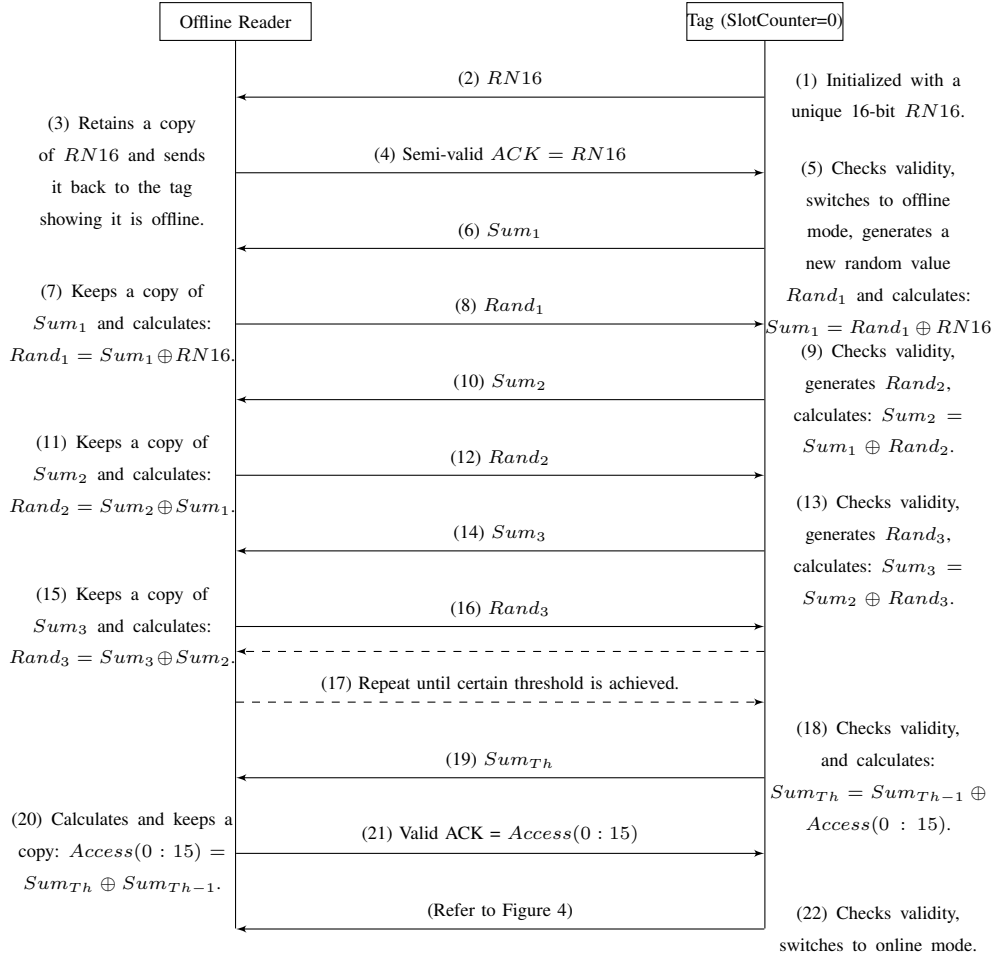 Offline Reader
Tag (SlotCounter=0)
(2) RN16
(1) Initialized with a
unique 16-bit RN16.
(3) Retains a copy
of RN16 and sends
it back to the tag
showing it is offline.
(4) Semi-valid ACK = RN16
(5) Checks validity,
switches to offline
mode, generates a
new random value
Rand₁ and calculates:
Sum₁ = Rand₁ ⊕ RN16
(6) Sum₁
(7) Keeps a copy of
Sum₁ and calculates:
Rand₁ = Sum₁ ⊕ RN16.
(8) Rand₁
(9) Checks validity,
generates Rand₂,
calculates: Sum₂ =
Sum₁ ⊕ Rand₂.
(10) Sum₂
(11) Keeps a copy of
Sum₂ and calculates:
Rand₂ = Sum₂ ⊕ Sum₁.
(12) Rand₂
(13) Checks validity,
generates Rand₃,
calculates: Sum₃ =
Sum₂ ⊕ Rand₃.
(14) Sum₃
(15) Keeps a copy of
Sum₃ and calculates:
Rand₃ = Sum₃ ⊕ Sum₂.
(16) Rand₃
(17) Repeat until certain threshold is achieved.
(18) Checks validity,
and calculates:
Sum_Th = Sum_Th−1 ⊕
Access(0 : 15).
(19) Sum_Th
(20) Calculates and keeps a
copy: Access(0 : 15) =
Sum_Th ⊕ Sum_Th−1.
(21) Valid ACK = Access(0 : 15)
(Refer to Figure 4)
(22) Checks validity,
switches to online mode.